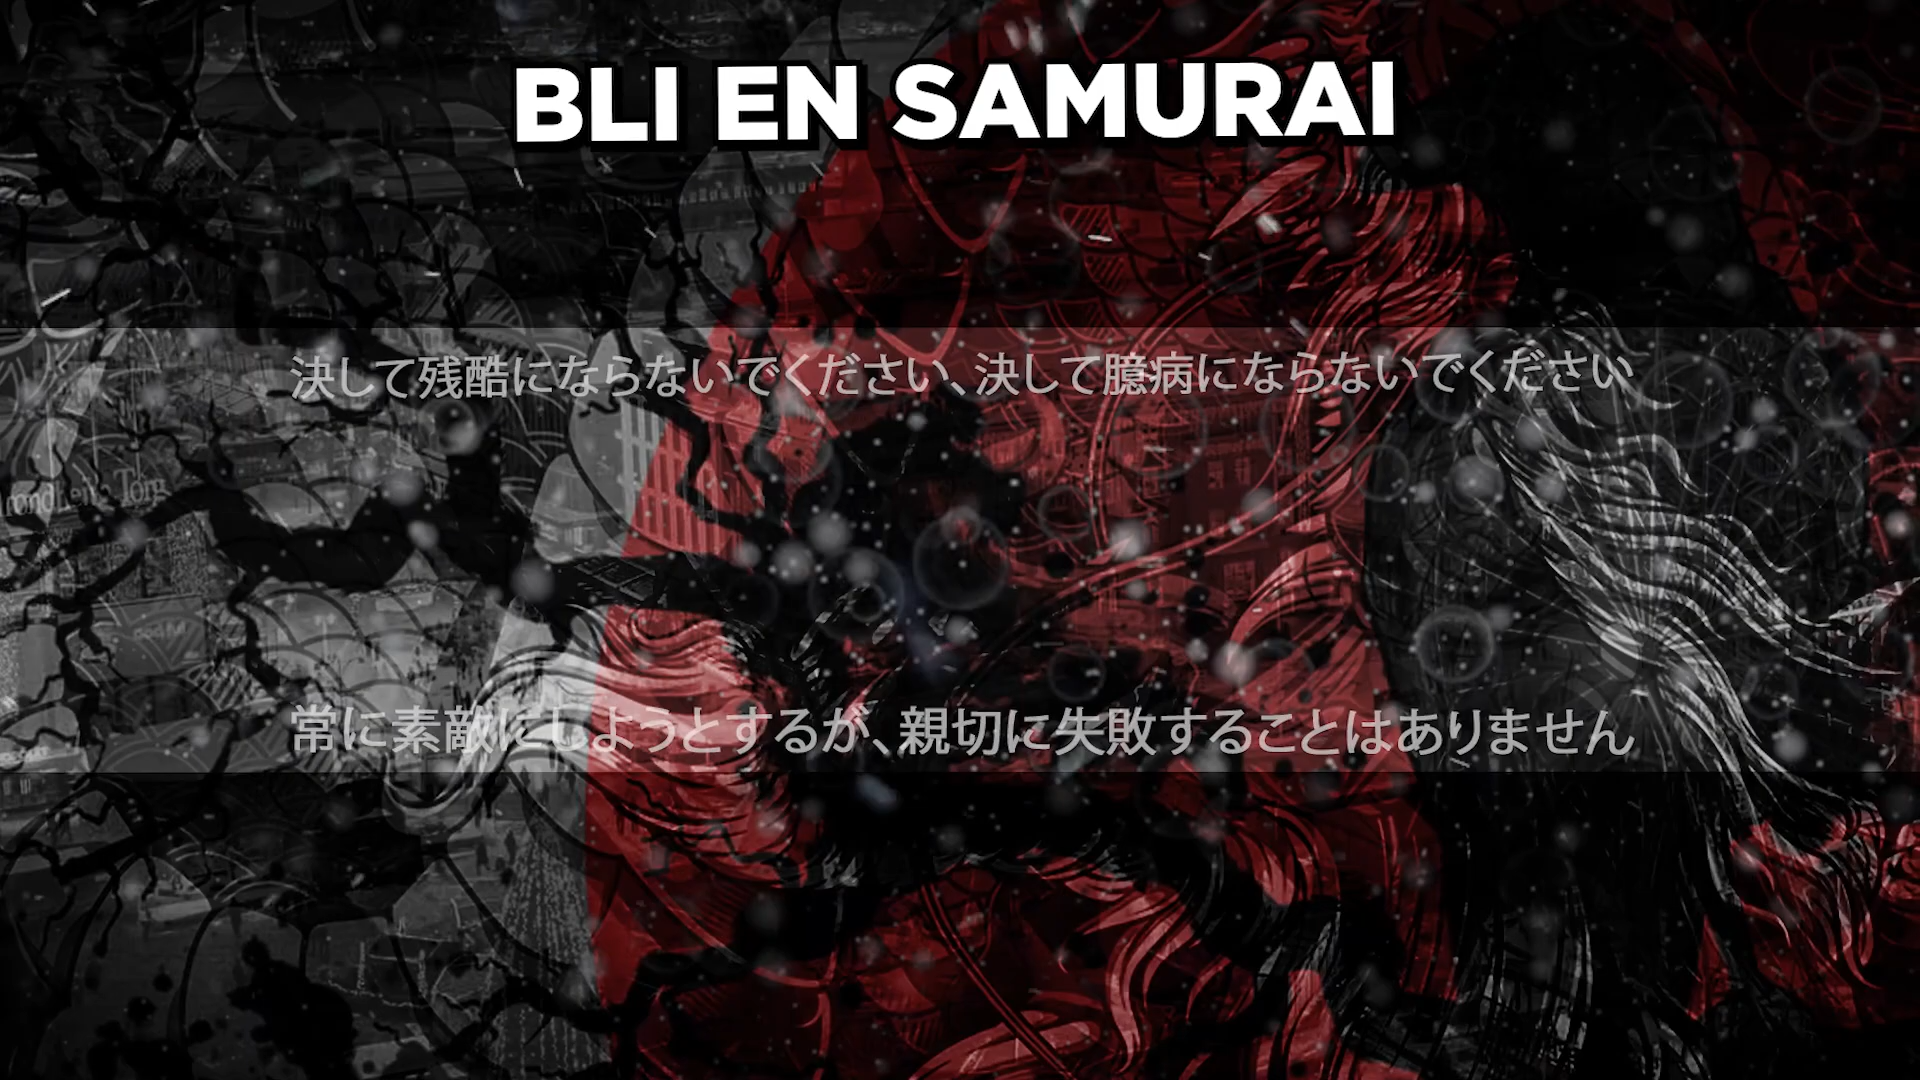 BLI EN SAMURAI
決して残酷にならないでください、決して臆病にならないでください
Torg
常に素敵にしようとするが、親切に失敗することはありません